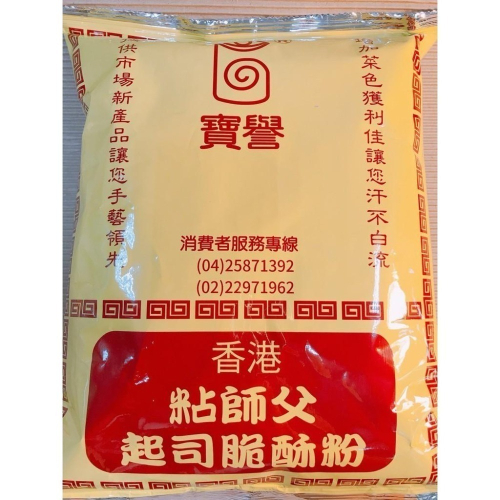 寶譽
增加菜色獲利佳讓您汗不白流
提供市場新產品讓您手藝領先
消費者服務專線
(04)25871392
(02)22971962
香港
粘師父
起司脆酥粉